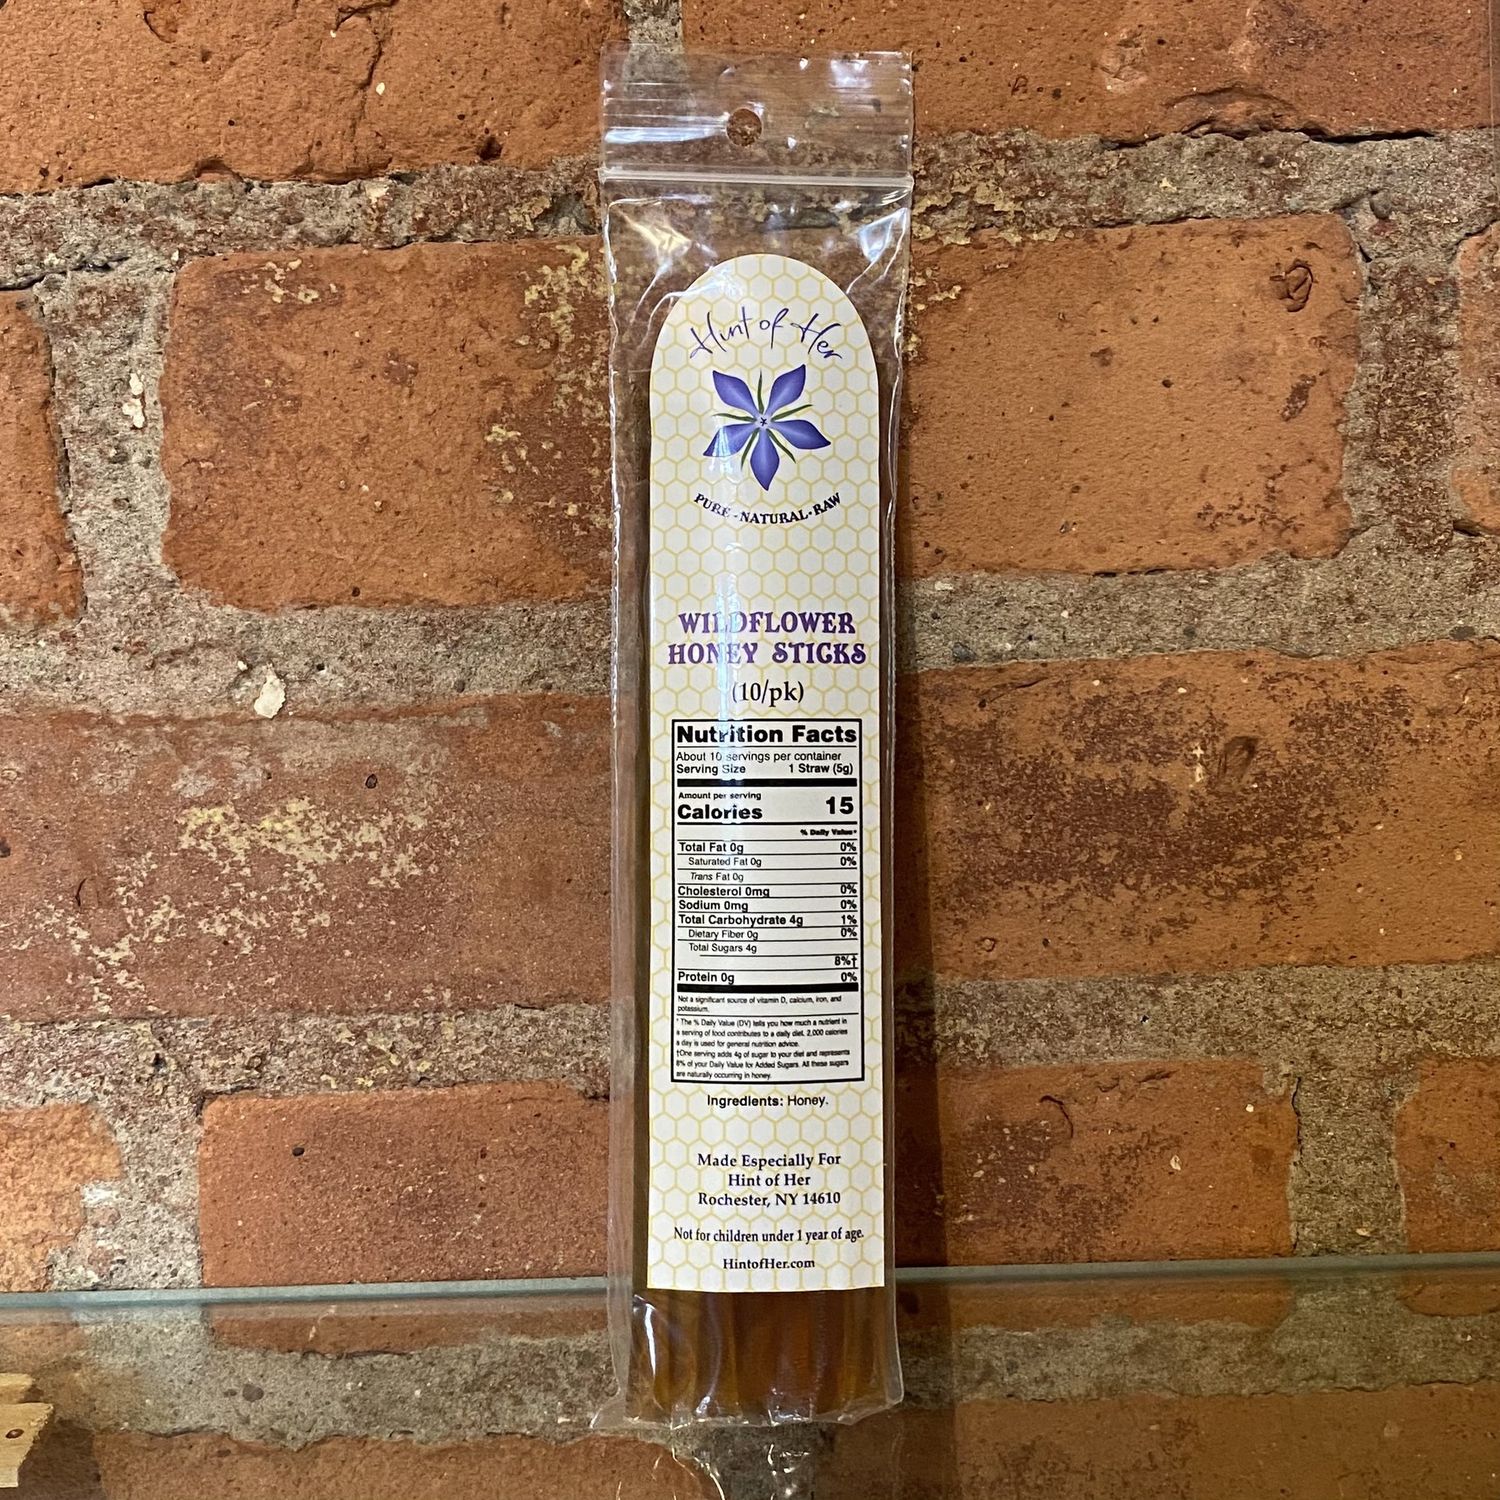 Hint of Her
PURE - NATURAL - RAW
WILDFLOWER
HONEY STICKS
(10/pk)
Nutrition Facts
About 10 servings per container
Serving Size 1 Straw (5g)
Amount per serving
Calories 15
% Daily Value*
Total Fat 0g 0%
Saturated Fat 0g 0%
Trans Fat 0g
Cholesterol 0mg 0%
Sodium 0mg 0%
Total Carbohydrate 4g 1%
Dietary Fiber 0g 0%
Total Sugars 4g
8%†
Protein 0g 0%
Not a significant source of vitamin D, calcium, iron, and
potassium.
* The % Daily Value (DV) tells you how much a nutrient in
a serving of food contributes to a daily diet. 2,000 calories
a day is used for general nutrition advice.
†One serving adds 4g of sugar to your diet and represents
8% of your Daily Value for Added Sugars. All these sugars
are naturally occurring in honey.
Ingredients: Honey.
Made Especially For
Hint of Her
Rochester, NY 14610
Not for children under 1 year of age.
HintofHer.com